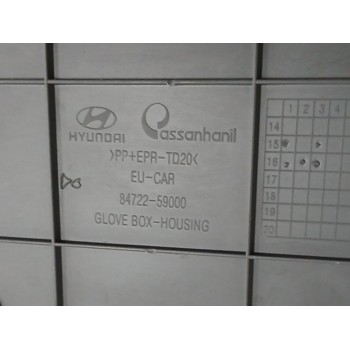 HYUNDAI
assanhanil
>PP+EPR-TD20<
EU-CAR
84722-59000
GLOVE BOX-HOUSING
1 2 3 4
14
15
16
17
18
19
20